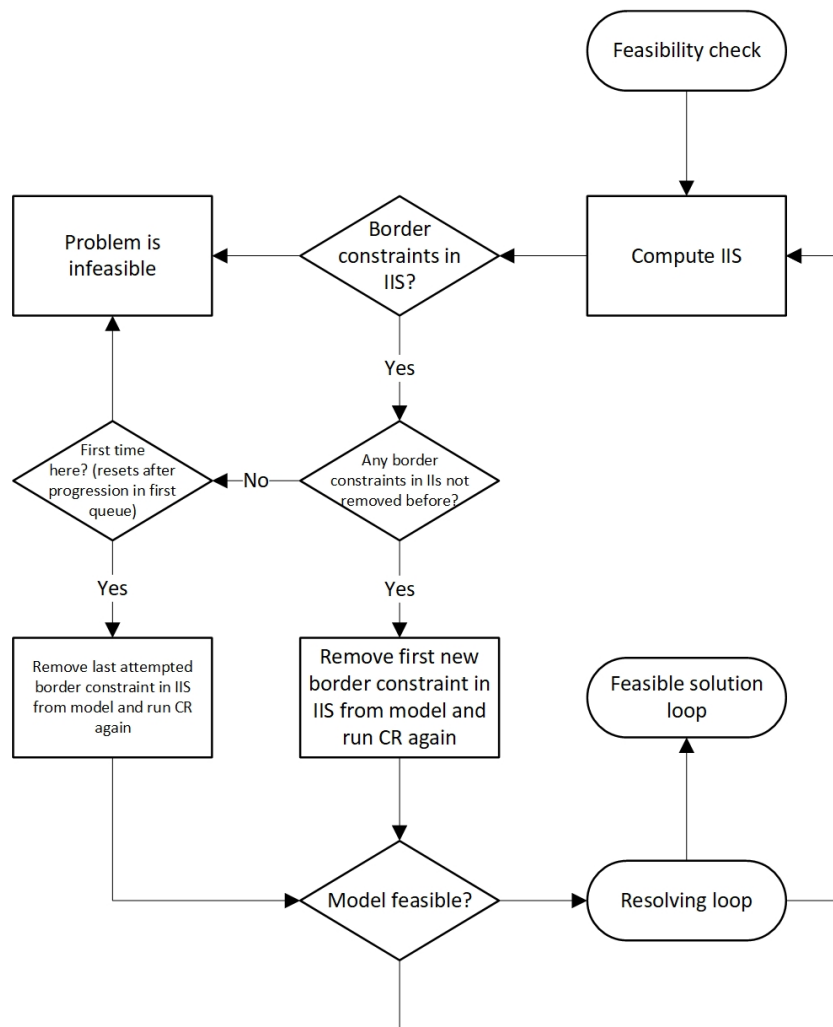 Feasibility check
Problem is
infeasible
Border
constraints in
IIS?
Compute IIS
Yes
First time
here? (resets after
progression in first
queue)
No
Any border
constraints in IIs not
removed before?
Yes
Yes
Remove last attempted
border constraint in IIS
from model and run CR
again
Remove first new
border constraint in
IIS from model and
run CR again
Feasible solution
loop
Model feasible?
Resolving loop